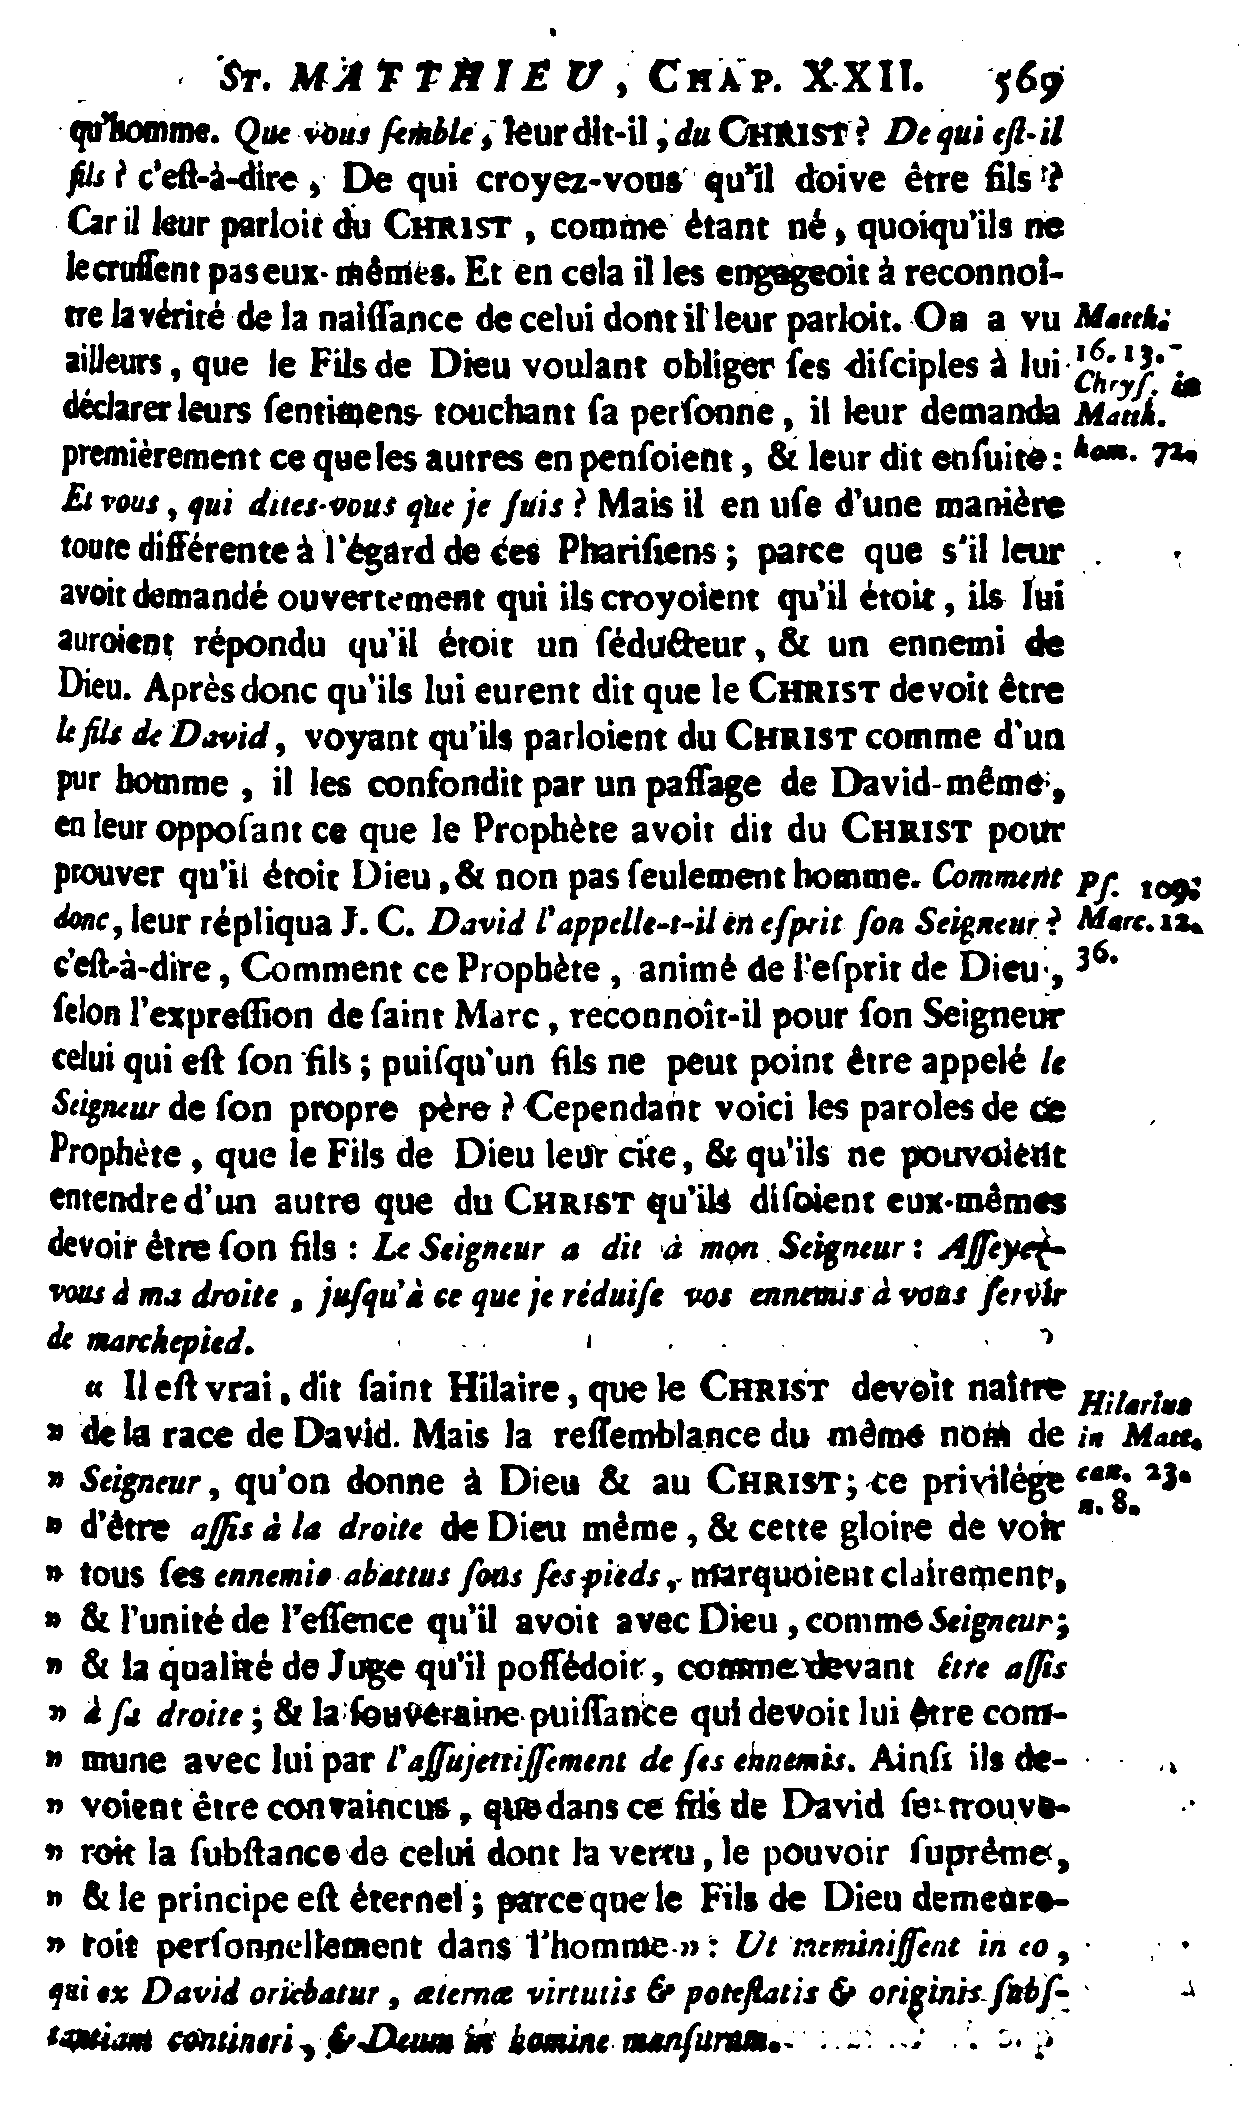 St. MATTHIEU, Chap. XXII. 569
qu'homme. Que vous ſemble, leur dit-il, du Christ? De qui eſt-il
fils? c'eſt-à-dire, De qui croyez-vous qu'il doive être fils?
Car il leur parloit du Christ, comme étant né, quoiqu'ils ne
le cruſſent pas eux-mêmes. Et en cela il les engageoit à reconnoî-
tre la vérité de la naiſſance de celui dont il leur parloit. On a vu
ailleurs, que le Fils de Dieu voulant obliger ſes diſciples à lui
déclarer leurs ſentimens touchant ſa perſonne, il leur demanda
premièrement ce que les autres en penſoient, & leur dit enſuite:
Et vous, qui dites-vous que je ſuis? Mais il en uſe d'une manière
toute différente à l'égard de ces Phariſiens; parce que s'il leur
avoit demandé ouvertement qui ils croyoient qu'il étoit, ils lui
auroient répondu qu'il étoit un ſéducteur, & un ennemi de
Dieu. Après donc qu'ils lui eurent dit que le Christ devoit être
le fils de David, voyant qu'ils parloient du Christ comme d'un
pur homme, il les confondit par un paſſage de David-même,
en leur oppoſant ce que le Prophète avoit dit du Christ pour
prouver qu'il étoit Dieu, & non pas ſeulement homme. Comment
donc, leur répliqua J. C. David l'appelle-t-il en eſprit ſon Seigneur?
c'eſt-à-dire, Comment ce Prophète, animé de l'eſprit de Dieu,
ſelon l'expreſſion de ſaint Marc, reconnoît-il pour ſon Seigneur
celui qui eſt ſon fils; puiſqu'un fils ne peut point être appelé le
Seigneur de ſon propre père? Cependant voici les paroles de ce
Prophète, que le Fils de Dieu leur cite, & qu'ils ne pouvoient
entendre d'un autre que du Christ qu'ils diſoient eux-mêmes
devoir être ſon fils: Le Seigneur a dit à mon Seigneur: Aſſeyez-
vous à ma droite, juſqu'à ce que je réduiſe vos ennemis à vous ſervir
de marchepied.
« Il eſt vrai, dit ſaint Hilaire, que le Christ devoit naître
» de la race de David. Mais la reſſemblance du même nom de
» Seigneur, qu'on donne à Dieu & au Christ; ce privilége
» d'être aſſis à la droite de Dieu même, & cette gloire de voir
» tous ſes ennemis abattus ſous ſes pieds, marquoient clairement,
» & l'unité de l'eſſence qu'il avoit avec Dieu, comme Seigneur;
» & la qualité de Juge qu'il poſſédoit, comme devant être aſſis
» à ſa droite; & la ſouveraine puiſſance qui devoit lui être com-
» mune avec lui par l'aſſujettiſſement de ſes ennemis. Ainſi ils de-
» voient être convaincus, que dans ce fils de David ſe trouve-
» roit la ſubſtance de celui dont la vertu, le pouvoir ſuprême,
» & le principe eſt éternel; parce que le Fils de Dieu demeure-
» roit perſonnellement dans l'homme »: Ut meminiſſent in eo,
qui ex David oriebatur, æternæ virtutis & poteſtatis & originis ſubſ-
tantiam contineri, & Deum in homine manſurum.
Matth.
16. 13.
Chryſ. in
Matth.
hom. 72.
Pſ. 109.
Marc. 12.
36.
Hilarius
in Matt.
can. 23.
n. 8.